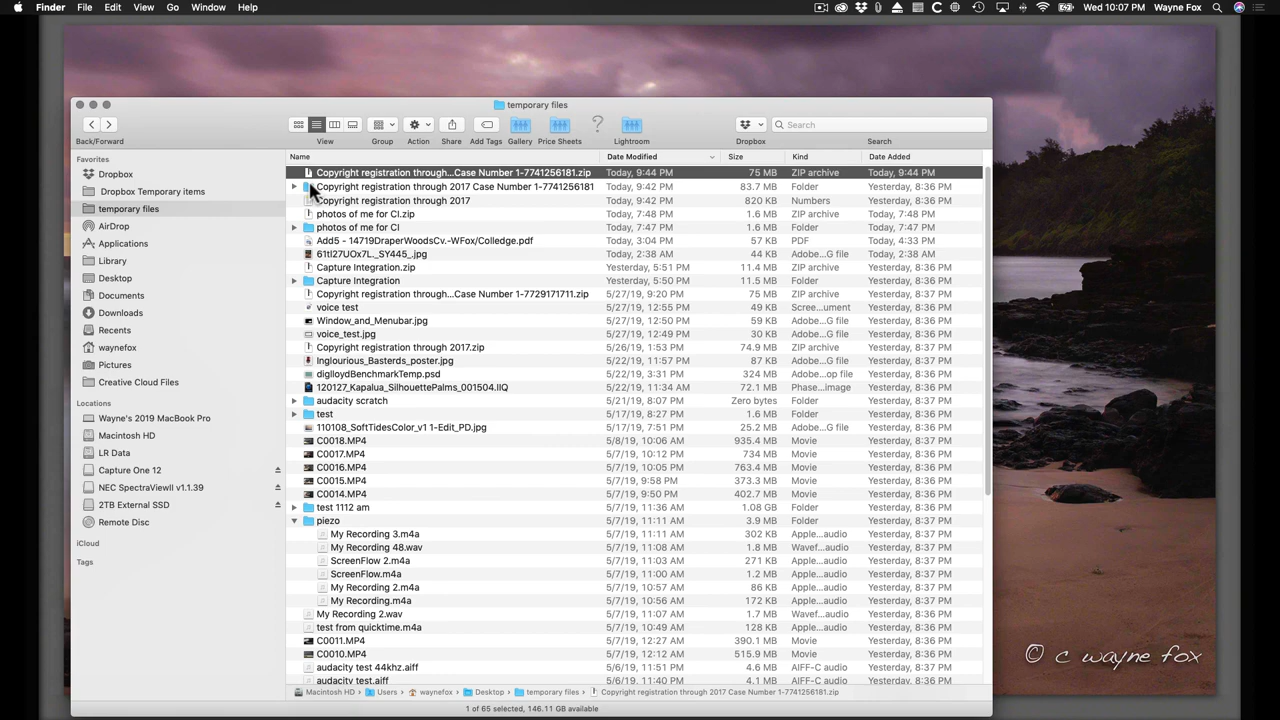 Finder File Edit View Go Window Help Wed 10:07 PM Wayne Fox
temporary files
Back/Forward View Group Action Share Add Tags Gallery Price Sheets ? Lightroom Dropbox Search
Search
Name Date Modified Size Kind Date Added
Favorites
Dropbox
Dropbox Temporary items
temporary files
AirDrop
Applications
Library
Desktop
Documents
Downloads
Recents
waynefox
Pictures
Creative Cloud Files
Locations
Wayne's 2019 MacBook Pro
Macintosh HD
LR Data
Capture One 12
NEC SpectraViewII v1.1.39
2TB External SSD
Remote Disc
iCloud
Tags
Copyright registration through...Case Number 1-7741256181.zip Today, 9:44 PM 75 MB ZIP archive Today, 9:44 PM
Copyright registration through 2017 Case Number 1-7741256181 Today, 9:42 PM 83.7 MB Folder Today, 9:42 PM
Copyright registration through 2017 Today, 9:42 PM 820 KB Numbers Today, 9:42 PM
photos of me for CI.zip Today, 7:48 PM 1.6 MB ZIP archive Today, 7:48 PM
photos of me for CI Today, 7:48 PM 1.6 MB Folder Today, 7:48 PM
Add5 - 14719DraperWoodsCv.-WFox/Colledge.pdf Today, 3:04 PM 57 KB PDF Today, 4:33 PM
61tl27UOx7L._SY445_.jpg Today, 2:38 AM 44 KB Adobe...G file Today, 2:38 AM
Capture Integration.zip Yesterday, 5:51 PM 11.4 MB ZIP archive Yesterday, 8:36 PM
Capture Integration Yesterday, 5:51 PM 11.5 MB Folder Yesterday, 8:36 PM
Copyright registration through...Case Number 1-7729171711.zip 5/27/19, 9:20 PM 75 MB ZIP archive Yesterday, 8:37 PM
voice test 5/27/19, 12:55 PM 49 KB Scree...ument Yesterday, 8:36 PM
Window_and_Menubar.jpg 5/27/19, 12:50 PM 59 KB Adobe...G file Yesterday, 8:36 PM
voice_test.jpg 5/27/19, 12:49 PM 30 KB Adobe...G file Yesterday, 8:36 PM
Copyright registration through 2017.zip 5/26/19, 1:53 PM 74.9 MB ZIP archive Yesterday, 8:37 PM
Inglourious_Basterds_poster.jpg 5/22/19, 11:57 PM 87 KB Adobe...G file Yesterday, 8:36 PM
diglloydBenchmarkTemp.psd 5/22/19, 3:31 PM 324 MB Adobe...op file Yesterday, 8:36 PM
120127_Kapalua_SilhouettePalms_001504.IIQ 5/22/19, 11:34 AM 72.1 MB Phase...image Yesterday, 8:36 PM
audacity scratch 5/21/19, 8:07 PM Zero bytes Folder Yesterday, 8:36 PM
test 5/17/19, 8:27 PM 1.6 MB Folder Yesterday, 8:36 PM
110108_SoftTidesColor_v1 1-Edit_PD.jpg 5/17/19, 7:51 PM 25.2 MB Adobe...G file Yesterday, 8:36 PM
C0018.MP4 5/8/19, 10:06 AM 935.4 MB Movie Yesterday, 8:36 PM
C0017.MP4 5/7/19, 10:12 PM 734 MB Movie Yesterday, 8:36 PM
C0016.MP4 5/7/19, 10:05 PM 763.4 MB Movie Yesterday, 8:36 PM
C0015.MP4 5/7/19, 9:58 PM 373.3 MB Movie Yesterday, 8:36 PM
C0014.MP4 5/7/19, 9:50 PM 402.7 MB Movie Yesterday, 8:36 PM
test 1112 am 5/7/19, 11:36 AM 1.08 GB Folder Yesterday, 8:36 PM
piezo 5/7/19, 11:11 AM 3.9 MB Folder Yesterday, 8:37 PM
My Recording 3.m4a 5/7/19, 11:11 AM 302 KB Apple...audio Yesterday, 8:37 PM
My Recording 48.wav 5/7/19, 11:08 AM 1.8 MB Wavef...audio Yesterday, 8:37 PM
ScreenFlow 2.m4a 5/7/19, 11:03 AM 271 KB Apple...audio Yesterday, 8:37 PM
ScreenFlow.m4a 5/7/19, 11:00 AM 1.2 MB Apple...audio Yesterday, 8:37 PM
My Recording 2.m4a 5/7/19, 10:57 AM 86 KB Apple...audio Yesterday, 8:37 PM
My Recording.m4a 5/7/19, 10:56 AM 172 KB Apple...audio Yesterday, 8:37 PM
My Recording 2.wav 5/7/19, 11:07 AM 1.7 MB Wavef...audio Yesterday, 8:36 PM
test from quicktime.m4a 5/7/19, 10:49 AM 128 KB Apple...audio Yesterday, 8:36 PM
C0011.MP4 5/7/19, 12:27 AM 390.1 MB Movie Yesterday, 8:36 PM
C0010.MP4 5/7/19, 12:12 AM 515.9 MB Movie Yesterday, 8:36 PM
audacity test 44khz.aiff 5/6/19, 11:51 PM 4.6 MB AIFF-C audio Yesterday, 8:36 PM
audacity test.aiff 5/6/19, 11:40 PM 4.1 MB AIFF-C audio Yesterday, 8:36 PM
Macintosh HD Users waynefox Desktop temporary files Copyright registration through 2017 Case Number 1-7741256181.zip
1 of 65 selected, 146.11 GB available
© c wayne fox